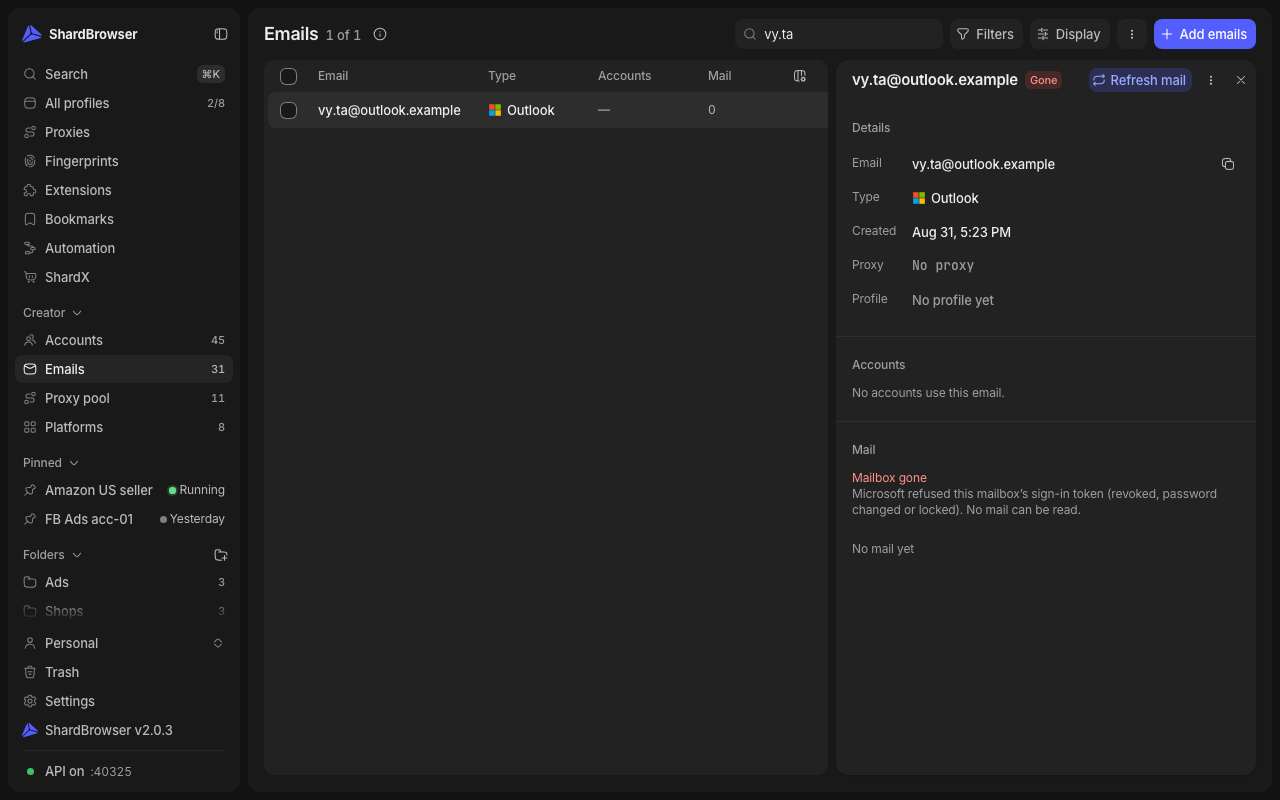 ShardBrowser
Search ⌘K
All profiles 2/8
Proxies
Fingerprints
Extensions
Bookmarks
Automation
ShardX
Creator
Accounts 45
Emails 31
Proxy pool 11
Platforms 8
Pinned
Amazon US seller Running
FB Ads acc-01 Yesterday
Folders
Ads 3
Shops 3
Personal
Trash
Settings
ShardBrowser v2.0.3
API on :40325
Emails 1 of 1
vy.ta
Filters
Display
Add emails
Email Type Accounts Mail
vy.ta@outlook.example Outlook — 0
vy.ta@outlook.example Gone Refresh mail
Details
Email vy.ta@outlook.example
Type Outlook
Created Aug 31, 5:23 PM
Proxy No proxy
Profile No profile yet
Accounts
No accounts use this email.
Mail
Mailbox gone
Microsoft refused this mailbox’s sign-in token (revoked, password
changed or locked). No mail can be read.
No mail yet